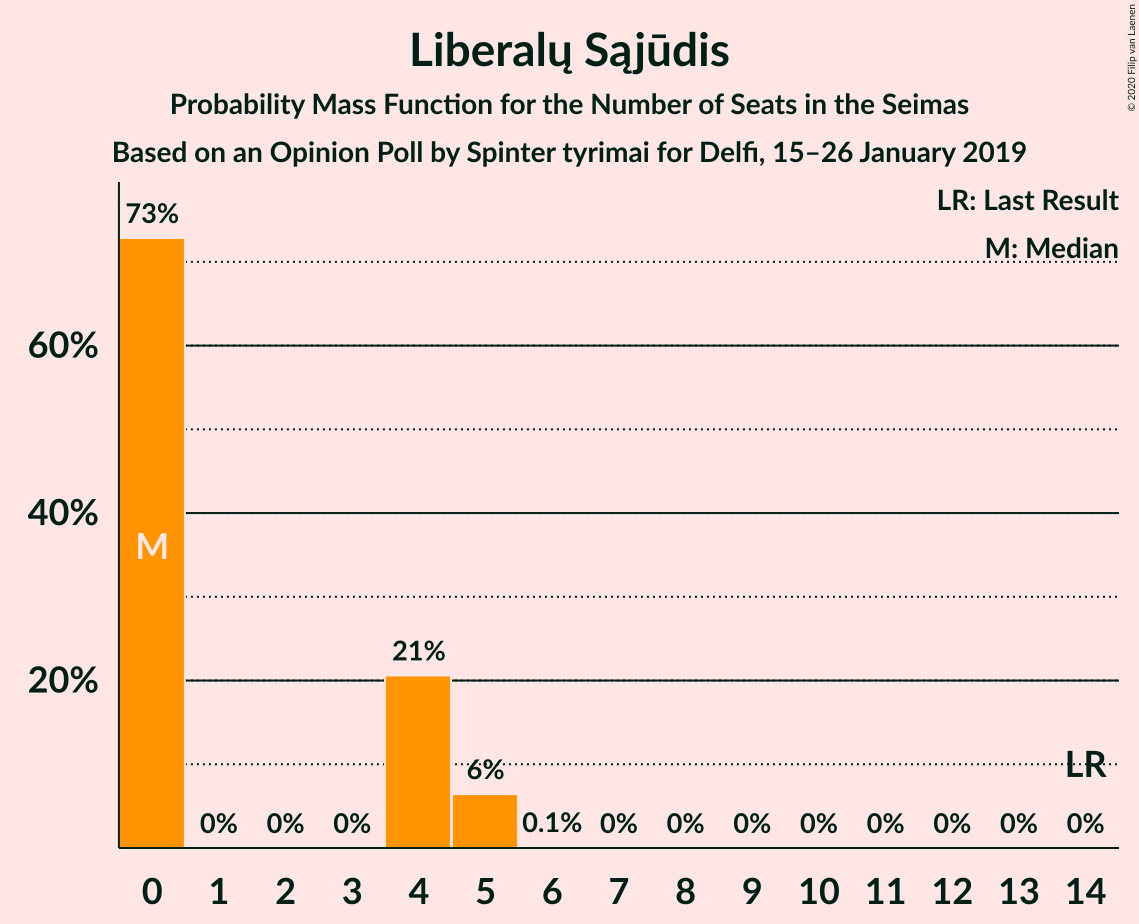 Liberalų Sąjūdis
Probability Mass Function for the Number of Seats in the Seimas
Based on an Opinion Poll by Spinter tyrimai for Delfi, 15–26 January 2019
© 2020 Filip van Laenen
LR: Last Result
M: Median
73%
60%
40%
M
21%
20%
LR
6%
0% 0% 0% 0.1% 0% 0% 0% 0% 0% 0% 0% 0%
0 1 2 3 4 5 6 7 8 9 10 11 12 13 14